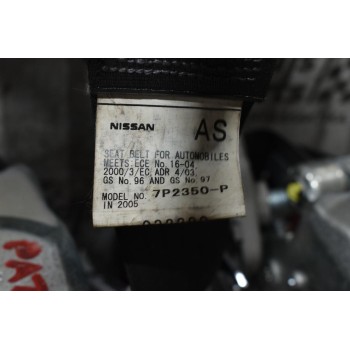 NISSAN AS
SEAT BELT FOR AUTOMOBILES
MEETS ECE No. 16-04
2000/3/EC ADR 4/03
GS No. 96 AND GS No. 97
MODEL NO. 7P2350-P
IN 2005
PAT